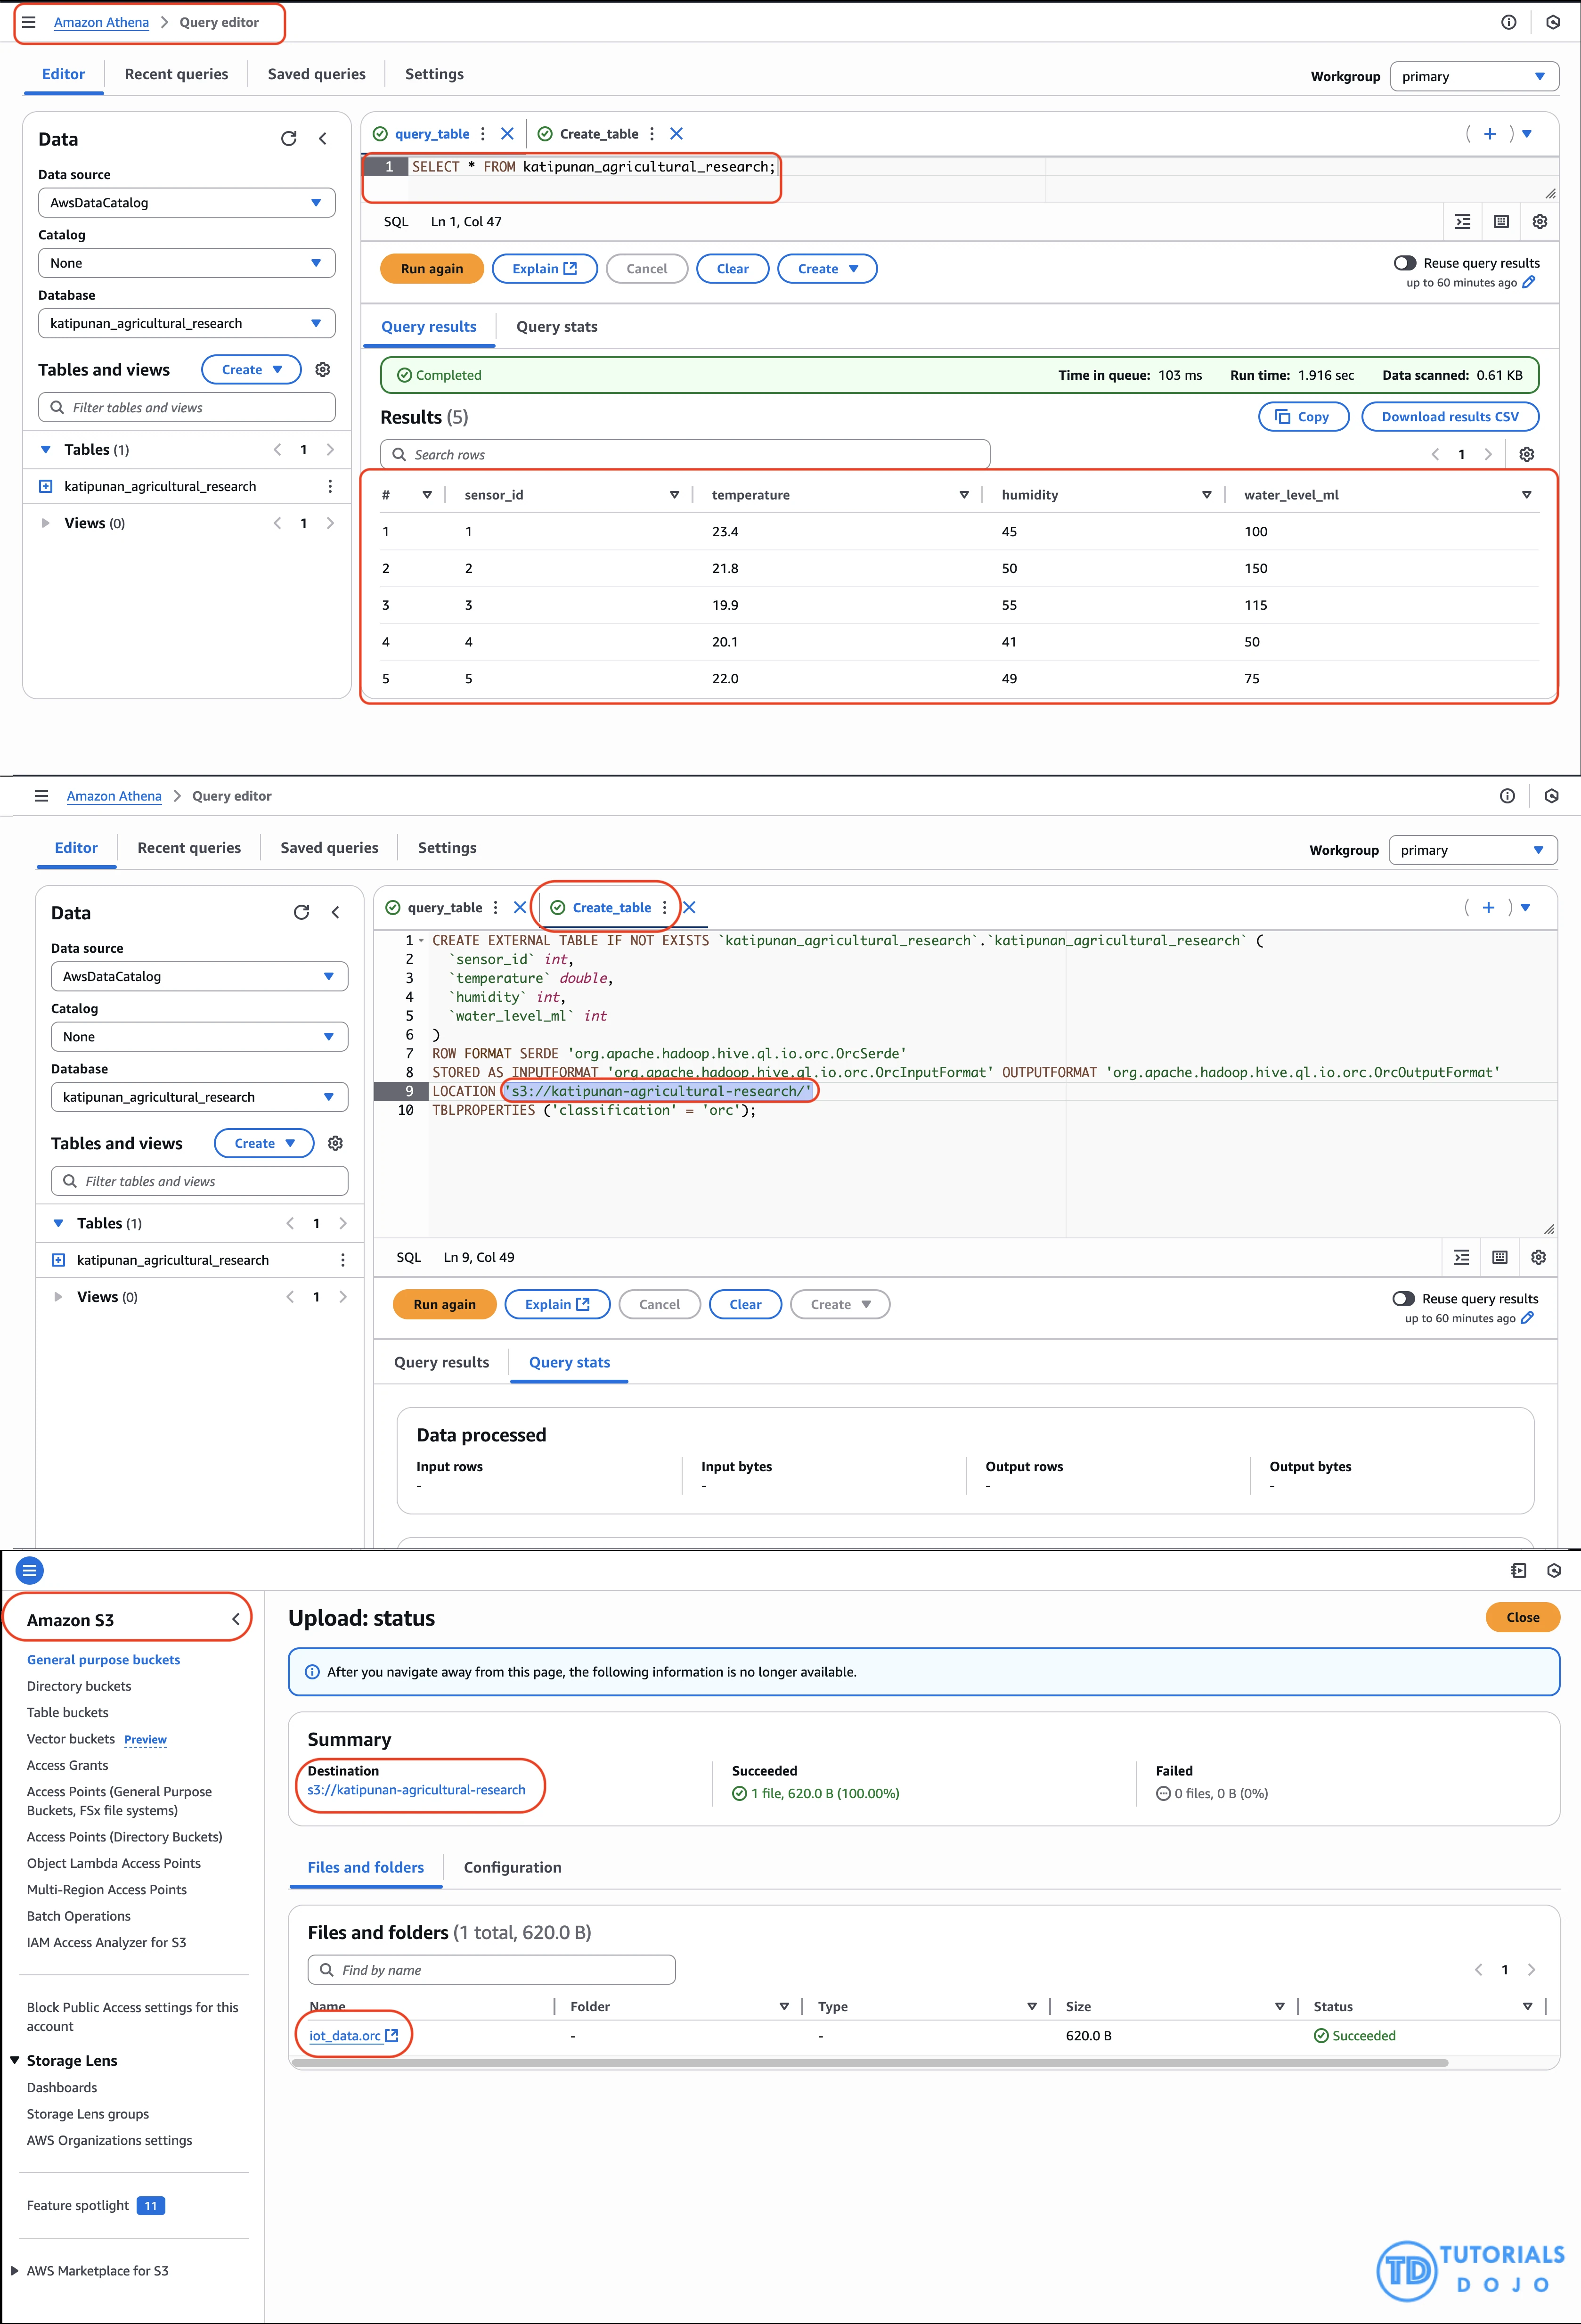 Amazon Athena > Query editor
Editor Recent queries Saved queries Settings Workgroup primary
Data
Data source
AwsDataCatalog
Catalog
None
Database
katipunan_agricultural_research
Tables and views Create
Filter tables and views
Tables (1) 1
katipunan_agricultural_research
Views (0) 1
query_table Create_table
1 SELECT * FROM katipunan_agricultural_research;
SQL Ln 1, Col 47
Run again Explain Cancel Clear Create
Reuse query results
up to 60 minutes ago
Query results Query stats
Completed Time in queue: 103 ms Run time: 1.916 sec Data scanned: 0.61 KB
Results (5) Copy Download results CSV
Search rows 1
# sensor_id temperature humidity water_level_ml
1 1 23.4 45 100
2 2 21.8 50 150
3 3 19.9 55 115
4 4 20.1 41 50
5 5 22.0 49 75
Amazon Athena > Query editor
Editor Recent queries Saved queries Settings Workgroup primary
Data
Data source
AwsDataCatalog
Catalog
None
Database
katipunan_agricultural_research
Tables and views Create
Filter tables and views
Tables (1) 1
katipunan_agricultural_research
Views (0) 1
query_table Create_table
1 CREATE EXTERNAL TABLE IF NOT EXISTS `katipunan_agricultural_research`.`katipunan_agricultural_research` (
2 `sensor_id` int,
3 `temperature` double,
4 `humidity` int,
5 `water_level_ml` int
6 )
7 ROW FORMAT SERDE 'org.apache.hadoop.hive.ql.io.orc.OrcSerde'
8 STORED AS INPUTFORMAT 'org.apache.hadoop.hive.ql.io.orc.OrcInputFormat' OUTPUTFORMAT 'org.apache.hadoop.hive.ql.io.orc.OrcOutputFormat'
9 LOCATION 's3://katipunan-agricultural-research/'
10 TBLPROPERTIES ('classification' = 'orc');
SQL Ln 9, Col 49
Run again Explain Cancel Clear Create
Reuse query results
up to 60 minutes ago
Query results Query stats
Data processed
Input rows Input bytes Output rows Output bytes
- - - -
Amazon S3
General purpose buckets
Directory buckets
Table buckets
Vector buckets Preview
Access Grants
Access Points (General Purpose
Buckets, FSx file systems)
Access Points (Directory Buckets)
Object Lambda Access Points
Multi-Region Access Points
Batch Operations
IAM Access Analyzer for S3
Block Public Access settings for this
account
Storage Lens
Dashboards
Storage Lens groups
AWS Organizations settings
Feature spotlight 11
AWS Marketplace for S3
Upload: status Close
After you navigate away from this page, the following information is no longer available.
Summary
Destination Succeeded Failed
s3://katipunan-agricultural-research 1 file, 620.0 B (100.00%) 0 files, 0 B (0%)
Files and folders Configuration
Files and folders (1 total, 620.0 B)
Find by name 1
Name Folder Type Size Status
iot_data.orc - - 620.0 B Succeeded
TD TUTORIALS
DOJO